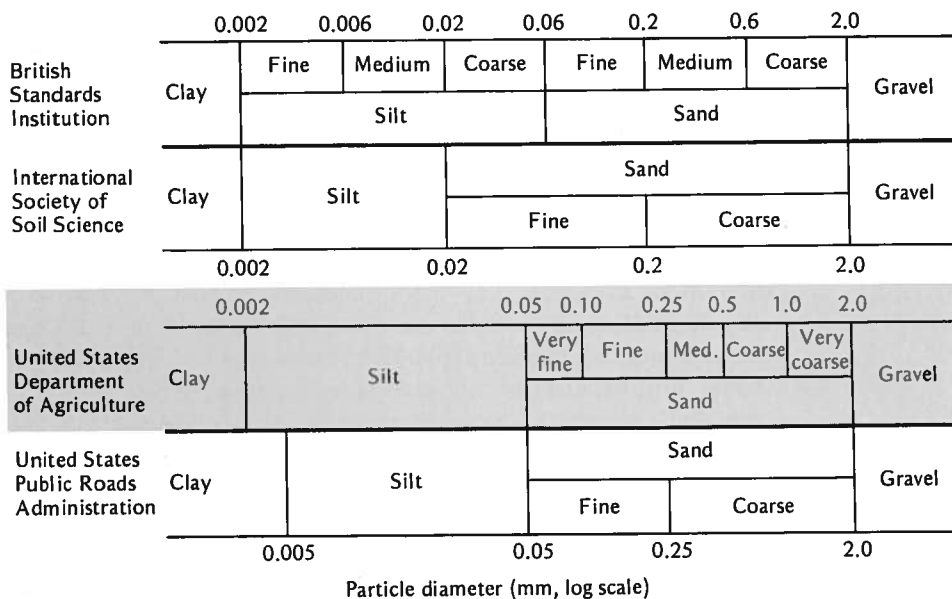 0.002 0.006 0.02 0.06 0.2 0.6 2.0
British
Standards
Institution
Clay
Fine Medium Coarse Fine Medium Coarse
Silt Sand
Gravel
International
Society of
Soil Science
Clay
Silt
Sand
Fine Coarse
Gravel
0.002 0.02 0.2 2.0
0.002 0.05 0.10 0.25 0.5 1.0 2.0
United States
Department
of Agriculture
Clay
Silt
Very
fine
Fine
Med.
Coarse
Very
coarse
Sand
Gravel
United States
Public Roads
Administration
Clay
Silt
Sand
Fine Coarse
Gravel
0.005 0.05 0.25 2.0
Particle diameter (mm, log scale)